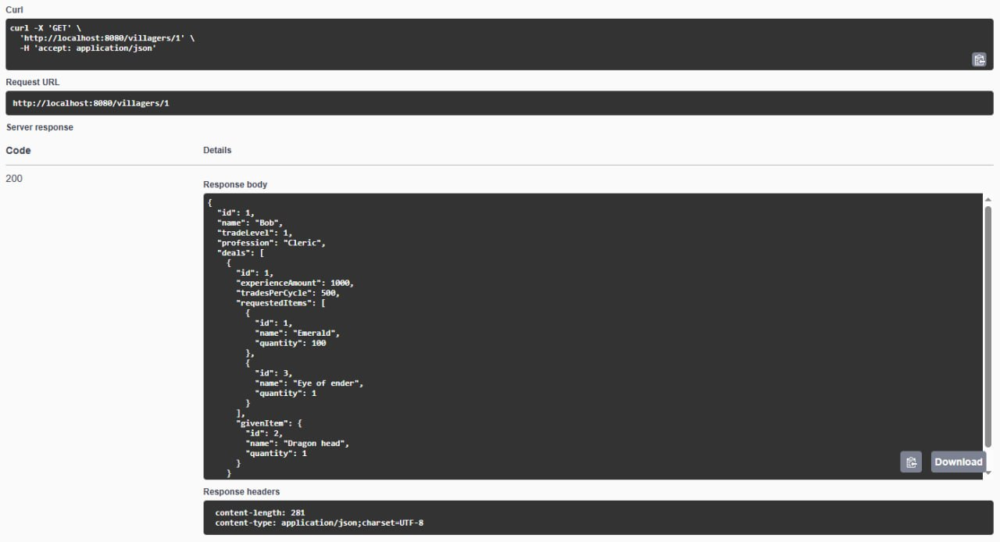 Curl
curl -X 'GET' \
  'http://localhost:8080/villagers/1' \
  -H 'accept: application/json'
Request URL
http://localhost:8080/villagers/1
Server response
Code
Details
200
Response body
{
  "id": 1,
  "name": "Bob",
  "tradeLevel": 1,
  "profession": "Cleric",
  "deals": [
    {
      "id": 1,
      "experienceAmount": 1000,
      "tradesPerCycle": 500,
      "requestedItems": [
        {
          "id": 1,
          "name": "Emerald",
          "quantity": 100
        },
        {
          "id": 3,
          "name": "Eye of ender",
          "quantity": 1
        }
      ],
      "givenItem": {
        "id": 2,
        "name": "Dragon head",
        "quantity": 1
      }
    }
Download
Response headers
content-length: 281
content-type: application/json;charset=UTF-8